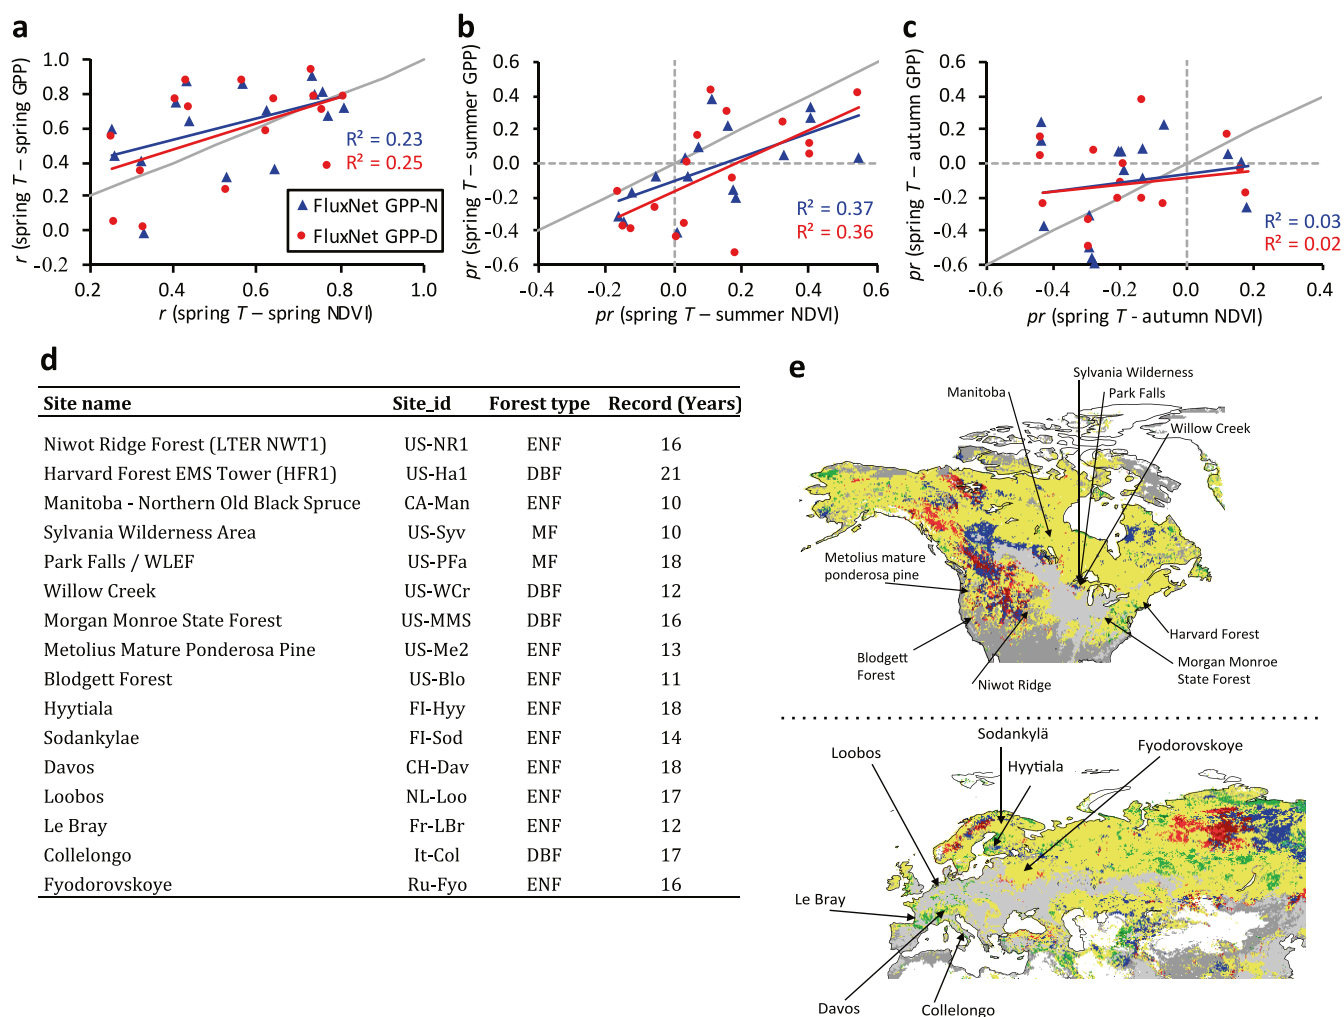 a
r (spring T – spring GPP)
1.0
0.8
0.6
0.4
0.2
0.0
-0.2
R² = 0.23
R² = 0.25
FluxNet GPP-N
FluxNet GPP-D
0.2
0.4
0.6
0.8
1.0
r (spring T – spring NDVI)
b
pr (spring T – summer GPP)
0.6
0.4
0.2
0.0
-0.2
-0.4
-0.6
R² = 0.37
R² = 0.36
-0.4
-0.2
0.0
0.2
0.4
0.6
pr (spring T – summer NDVI)
c
pr (spring T – autumn GPP)
0.6
0.4
0.2
0.0
-0.2
-0.4
-0.6
R² = 0.03
R² = 0.02
-0.6
-0.4
-0.2
0.0
0.2
0.4
pr (spring T - autumn NDVI)
d
Site name Site_id Forest type Record (Years)
Niwot Ridge Forest (LTER NWT1) US-NR1 ENF 16
Harvard Forest EMS Tower (HFR1) US-Ha1 DBF 21
Manitoba - Northern Old Black Spruce CA-Man ENF 10
Sylvania Wilderness Area US-Syv MF 10
Park Falls / WLEF US-PFa MF 18
Willow Creek US-WCr DBF 12
Morgan Monroe State Forest US-MMS DBF 16
Metolius Mature Ponderosa Pine US-Me2 ENF 13
Blodgett Forest US-Blo ENF 11
Hyytiala FI-Hyy ENF 18
Sodankylae FI-Sod ENF 14
Davos CH-Dav ENF 18
Loobos NL-Loo ENF 17
Le Bray Fr-LBr ENF 12
Collelongo It-Col DBF 17
Fyodorovskoye Ru-Fyo ENF 16
e
Sylvania Wilderness
Manitoba
Park Falls
Willow Creek
Metolius mature
ponderosa pine
Harvard Forest
Blodgett
Forest
Niwot Ridge
Morgan Monroe
State Forest
Sodankylä
Loobos
Hyytiala
Fyodorovskoye
Le Bray
Davos
Collelongo